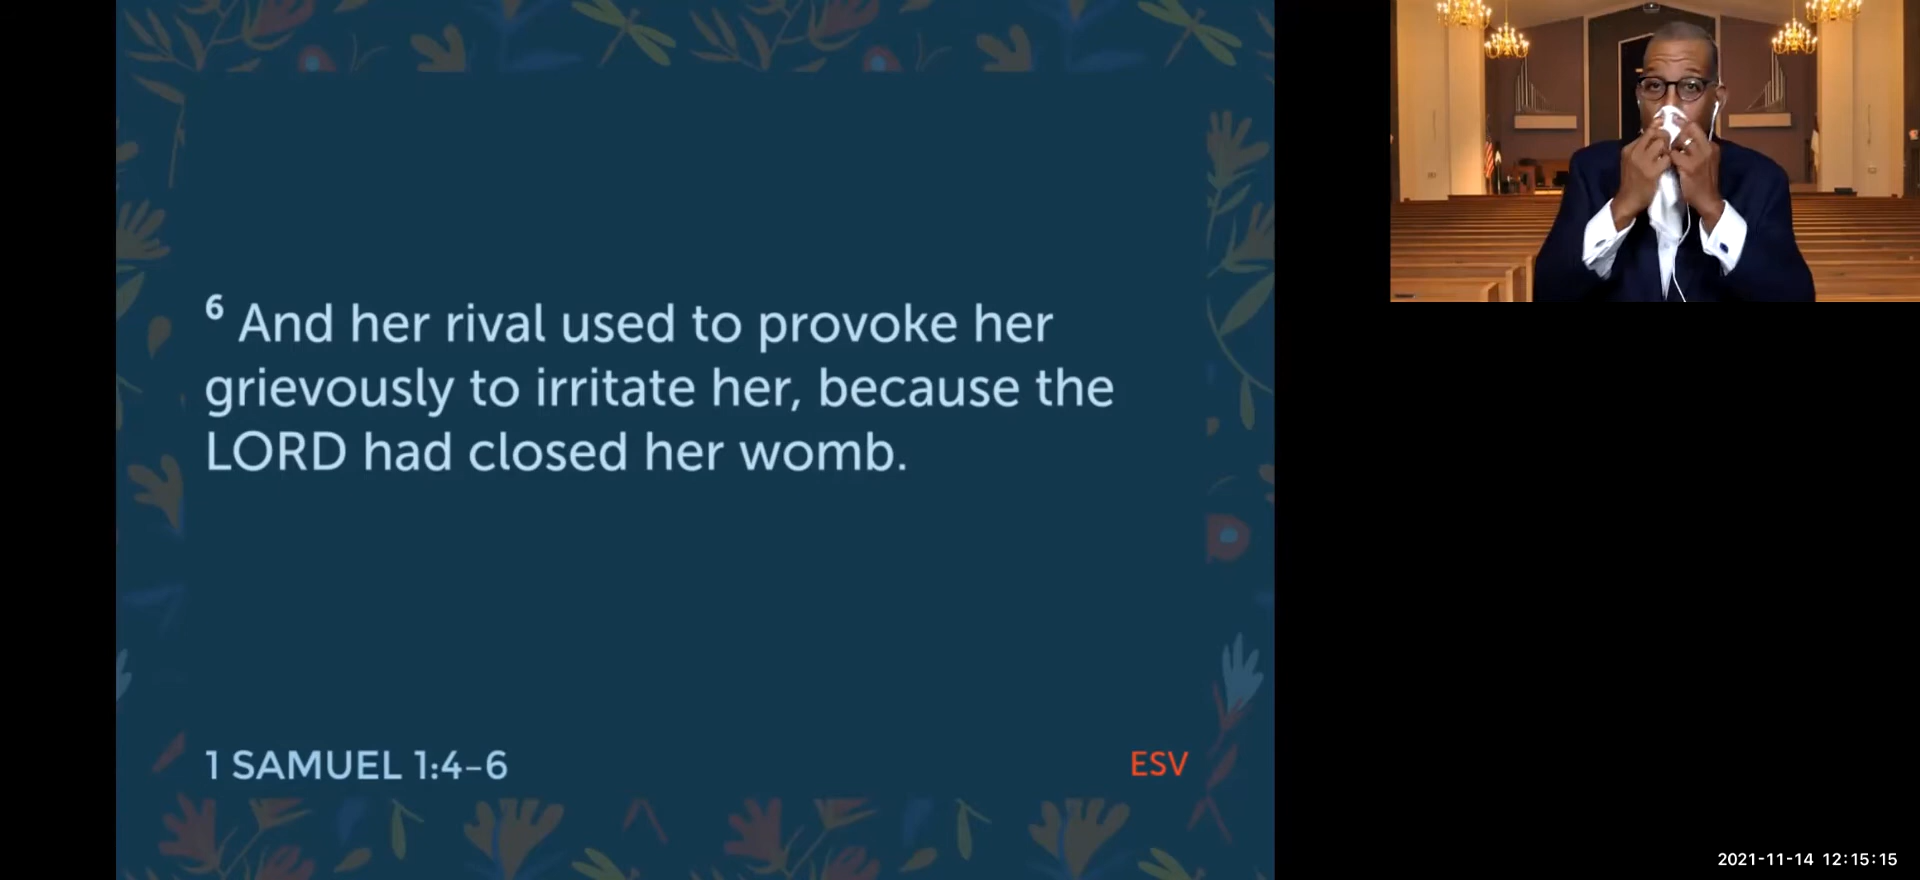 ⁶ And her rival used to provoke her
grievously to irritate her, because the
LORD had closed her womb.
1 SAMUEL 1:4–6
ESV
2021-11-14 12:15:15